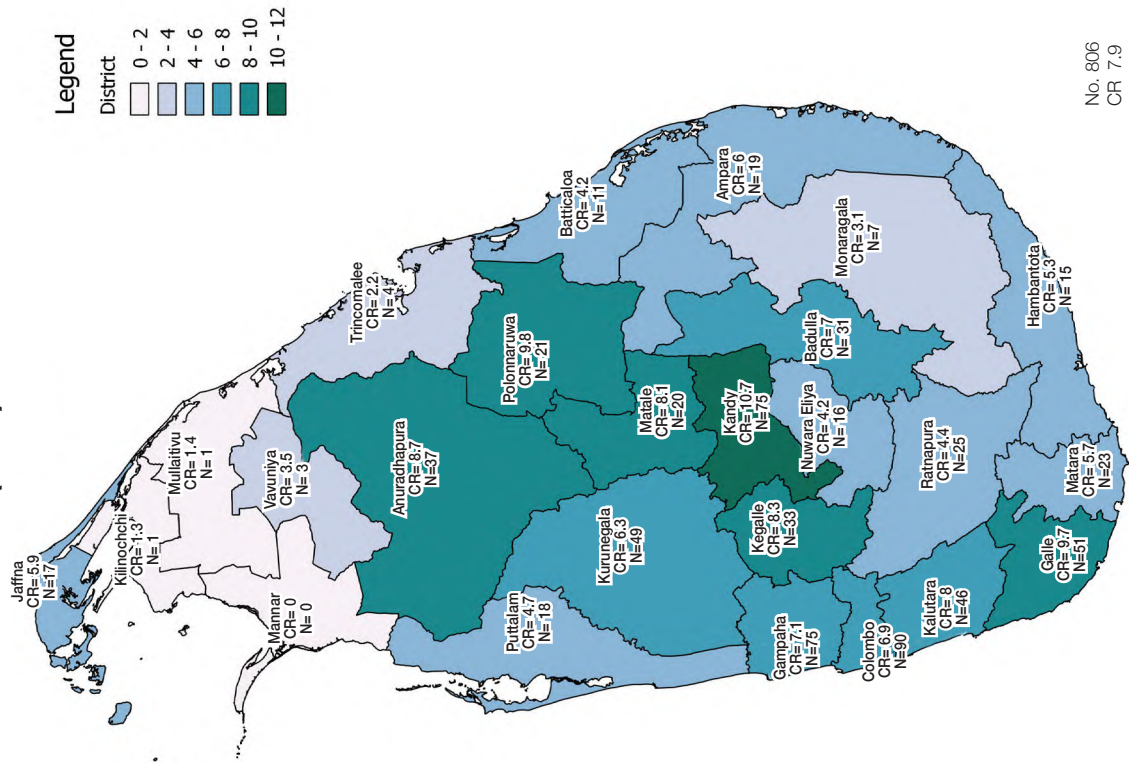 Legend
District
0 - 2
2 - 4
4 - 6
6 - 8
8 - 10
10 - 12
Jaffna
CR= 5.9
N=17
Kilinochchi
CR= 1.3
N= 1
Mulaitivu
CR= 1.4
N= 1
Mannar
CR= 0
N= 0
Vavuniya
CR= 3.5
N= 3
Trincomalee
CR= 2.2
N= 4
Anuradhapura
CR= 8.7
N=37
Polonnaruwa
CR= 9.8
N= 21
Batticaloa
CR= 4.2
N= 11
Puttalam
CR= 4.7
N= 18
Kurunegala
CR= 6.3
N=49
Matale
CR= 8.1
N=20
Ampara
CR= 6
N= 19
Kandy
CR= 10.7
N=75
Kegalle
CR= 8.3
N=33
Gampaha
CR= 7.1
N=75
Nuwara Eliya
CR= 4.2
N= 16
Badulla
CR= 7
N= 31
Monaragala
CR= 3.1
N=7
Colombo
CR= 6.9
N=90
Kalutara
CR= 8
N=46
Ratnapura
CR= 4.4
N=25
Galle
CR= 9.7
N=51
Matara
CR= 5.7
N=23
Hambantota
CR= 5.3
N= 15
No. 806
CR 7.9